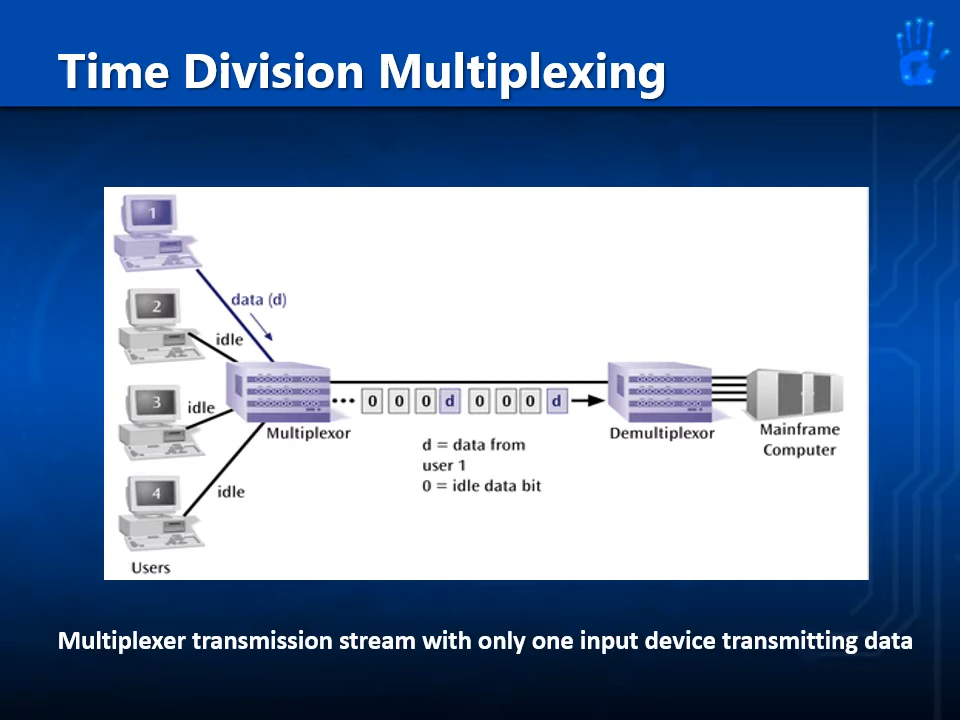 Time Division Multiplexing
1
data (d)
2
idle
3
idle
4
idle
Users
Multiplexor
••• 0 0 0 d 0 0 0 d
d = data from
user 1
0 = idle data bit
Demultiplexor
Mainframe
Computer
Multiplexer transmission stream with only one input device transmitting data